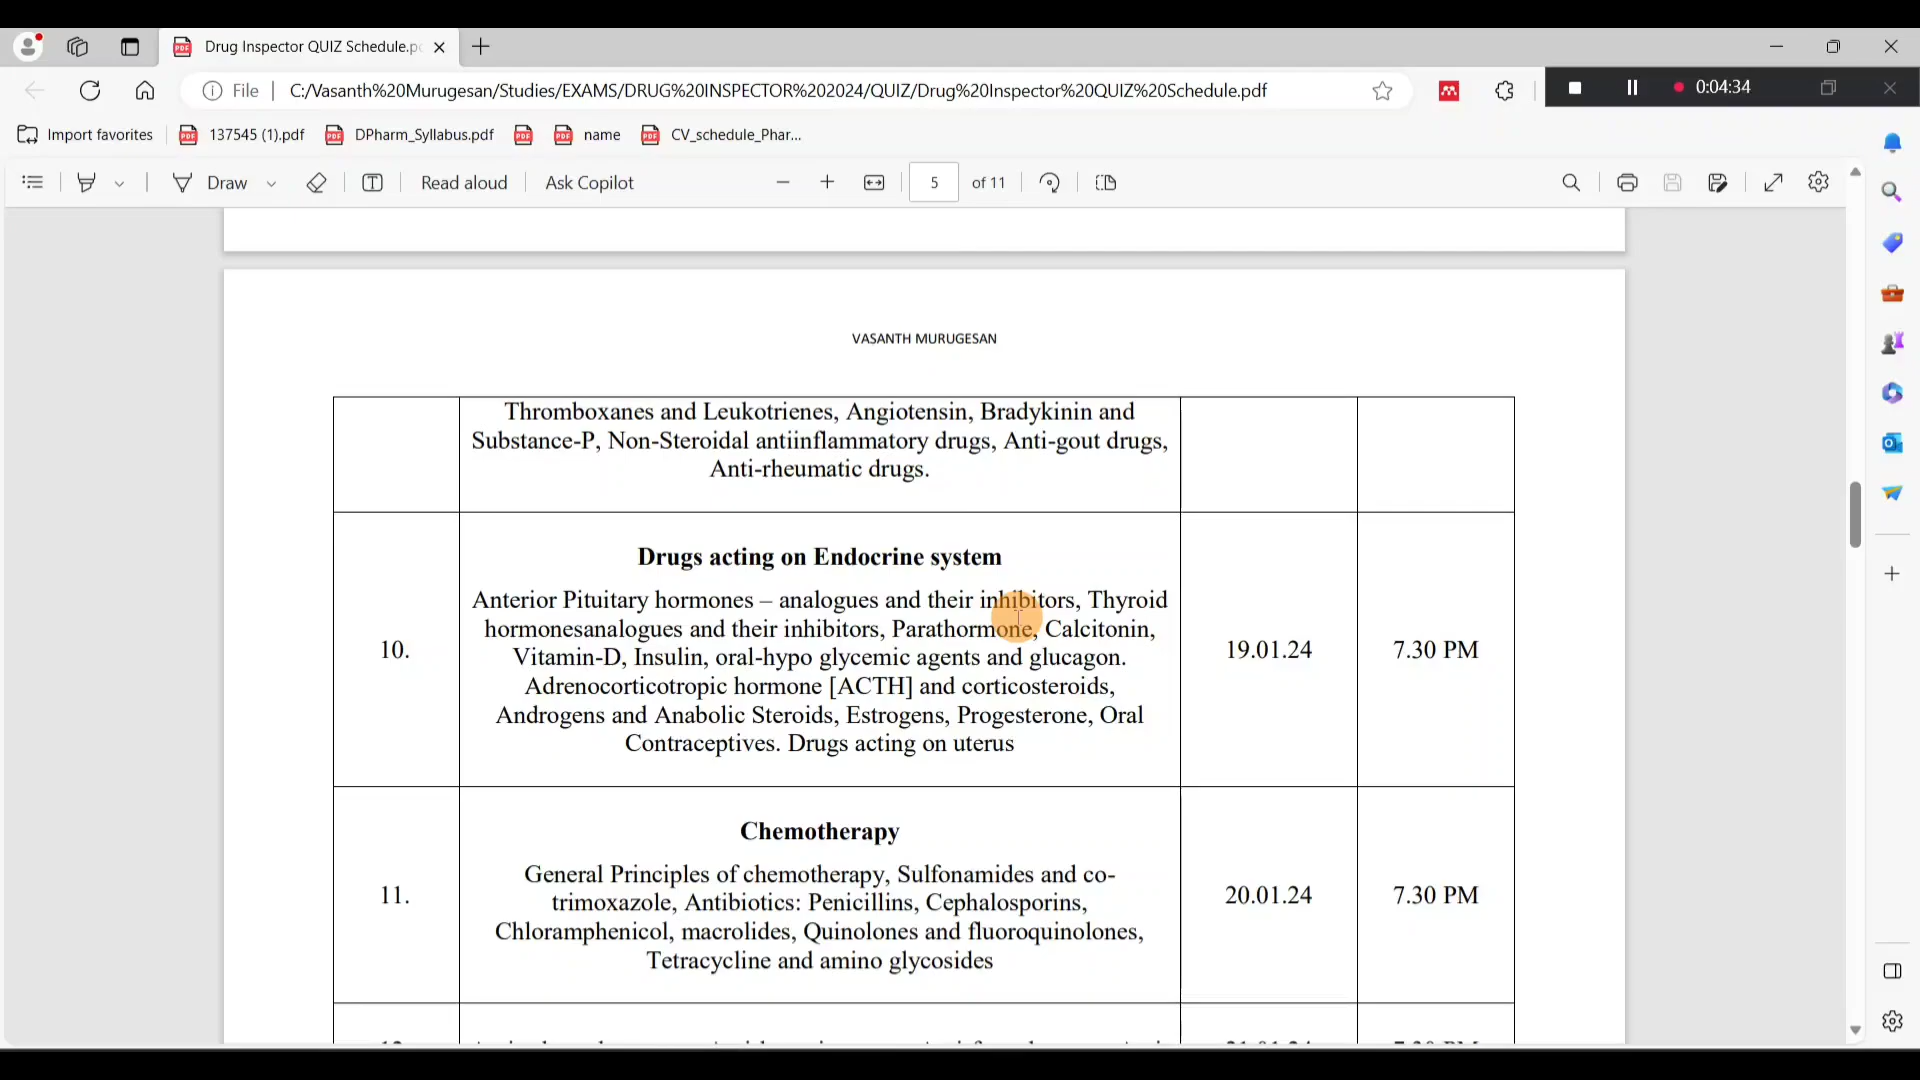 Drug Inspector QUIZ Schedule.p
File
C:/Vasanth%20Murugesan/Studies/EXAMS/DRUG%20INSPECTOR%202024/QUIZ/Drug%20Inspector%20QUIZ%20Schedule.pdf
0:04:34
Import favorites
137545 (1).pdf
DPharm_Syllabus.pdf
name
CV_schedule_Phar...
Draw
Read aloud
Ask Copilot
5
of 11
VASANTH MURUGESAN
Thromboxanes and Leukotrienes, Angiotensin, Bradykinin and
Substance-P, Non-Steroidal antiinflammatory drugs, Anti-gout drugs,
Anti-rheumatic drugs.
10.
Drugs acting on Endocrine system
Anterior Pituitary hormones – analogues and their inhibitors, Thyroid
hormonesanalogues and their inhibitors, Parathormone, Calcitonin,
Vitamin-D, Insulin, oral-hypo glycemic agents and glucagon.
Adrenocorticotropic hormone [ACTH] and corticosteroids,
Androgens and Anabolic Steroids, Estrogens, Progesterone, Oral
Contraceptives. Drugs acting on uterus
19.01.24
7.30 PM
11.
Chemotherapy
General Principles of chemotherapy, Sulfonamides and co-
trimoxazole, Antibiotics: Penicillins, Cephalosporins,
Chloramphenicol, macrolides, Quinolones and fluoroquinolones,
Tetracycline and amino glycosides
20.01.24
7.30 PM